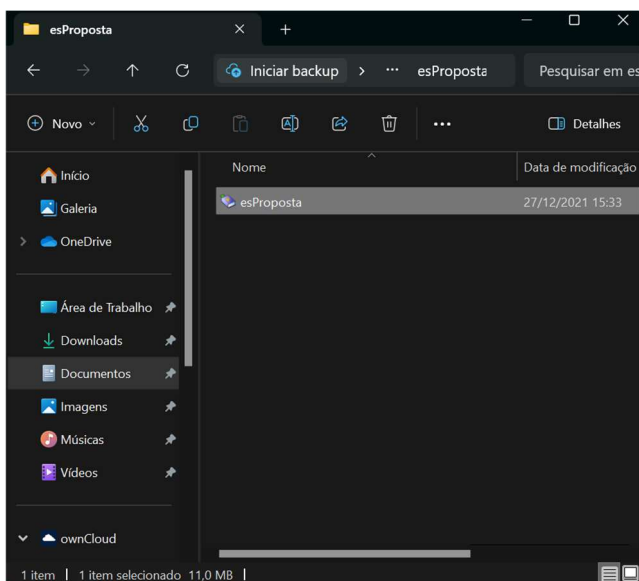 esProposta
Iniciar backup > ··· esProposta Pesquisar em es
Novo Detalhes
Início
Galeria
OneDrive
Área de Trabalho
Downloads
Documentos
Imagens
Músicas
Vídeos
ownCloud
Nome Data de modificação
esProposta 27/12/2021 15:33
1 item 1 item selecionado 11,0 MB